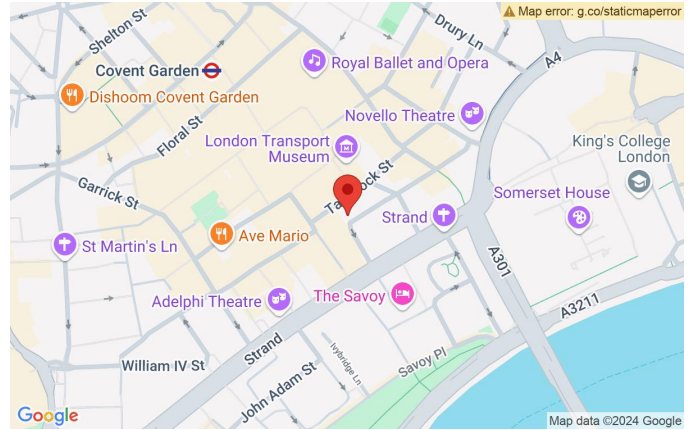 Map error: g.co/staticmaperror
Shelton St
Drury Ln
A4
Covent Garden
Royal Ballet and Opera
Dishoom Covent Garden
Floral St
Novello Theatre
London Transport
Museum
King's College
London
Garrick St
Somerset House
Strand
St Martin's Ln
Ave Mario
A301
The Savoy
Adelphi Theatre
A3211
Strand
William IV St
Ivybridge Ln
Savoy Pl
John Adam St
Google
Map data ©2024 Google